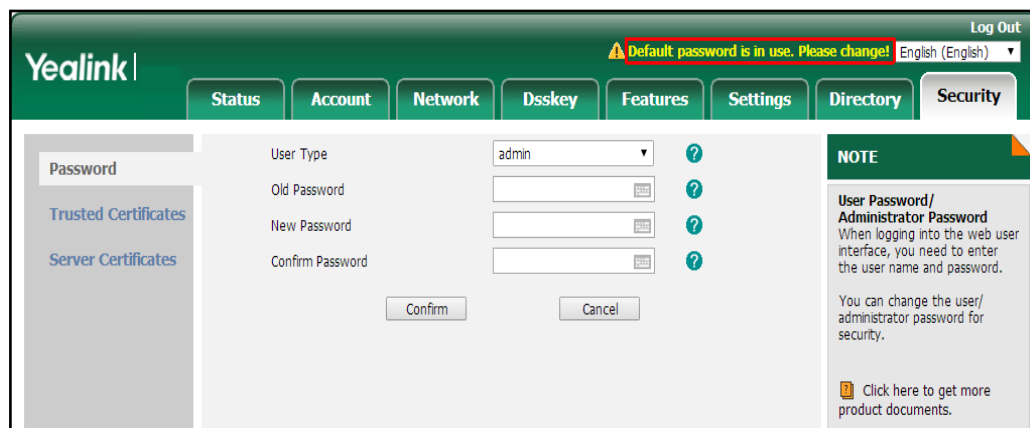 Log Out
Default password is in use. Please change! English (English)
Yealink
Status Account Network Dsskey Features Settings Directory Security
Password
Trusted Certificates
Server Certificates
User Type admin
Old Password
New Password
Confirm Password
Confirm Cancel
NOTE
User Password/
Administrator Password
When logging into the web user
interface, you need to enter
the user name and password.
You can change the user/
administrator password for
security.
Click here to get more
product documents.